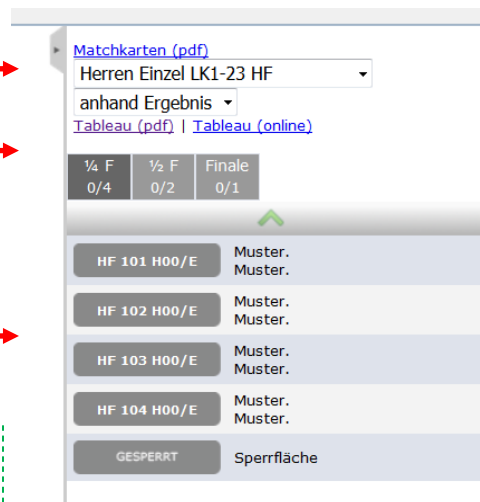 Matchkarten (pdf)
Herren Einzel LK1-23 HF
anhand Ergebnis
Tableau (pdf) | Tableau (online)
¼ F ½ F Finale
0/4 0/2 0/1
HF 101 H00/E Muster.
Muster.
HF 102 H00/E Muster.
Muster.
HF 103 H00/E Muster.
Muster.
HF 104 H00/E Muster.
Muster.
GESPERRT Sperrfläche